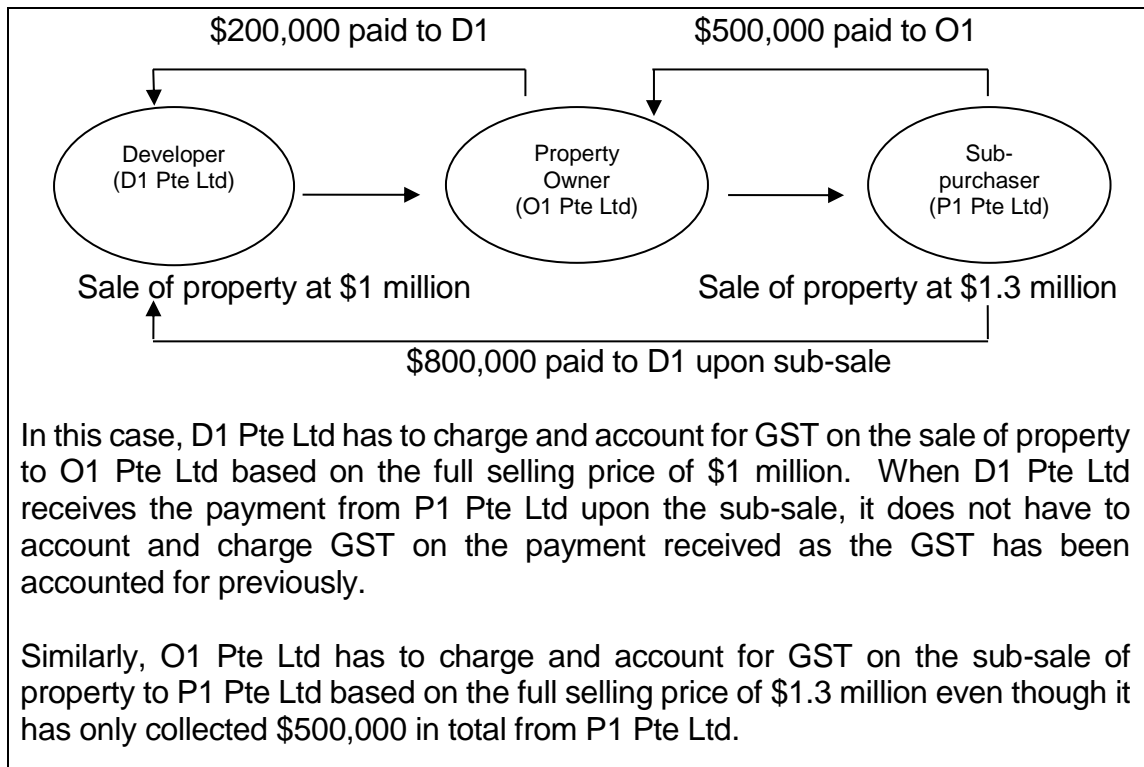 $200,000 paid to D1
$500,000 paid to O1
Developer
(D1 Pte Ltd)
Property
Owner
(O1 Pte Ltd)
Sub-
purchaser
(P1 Pte Ltd)
Sale of property at $1 million
Sale of property at $1.3 million
$800,000 paid to D1 upon sub-sale
In this case, D1 Pte Ltd has to charge and account for GST on the sale of property
to O1 Pte Ltd based on the full selling price of $1 million. When D1 Pte Ltd
receives the payment from P1 Pte Ltd upon the sub-sale, it does not have to
account and charge GST on the payment received as the GST has been
accounted for previously.
Similarly, O1 Pte Ltd has to charge and account for GST on the sub-sale of
property to P1 Pte Ltd based on the full selling price of $1.3 million even though it
has only collected $500,000 in total from P1 Pte Ltd.